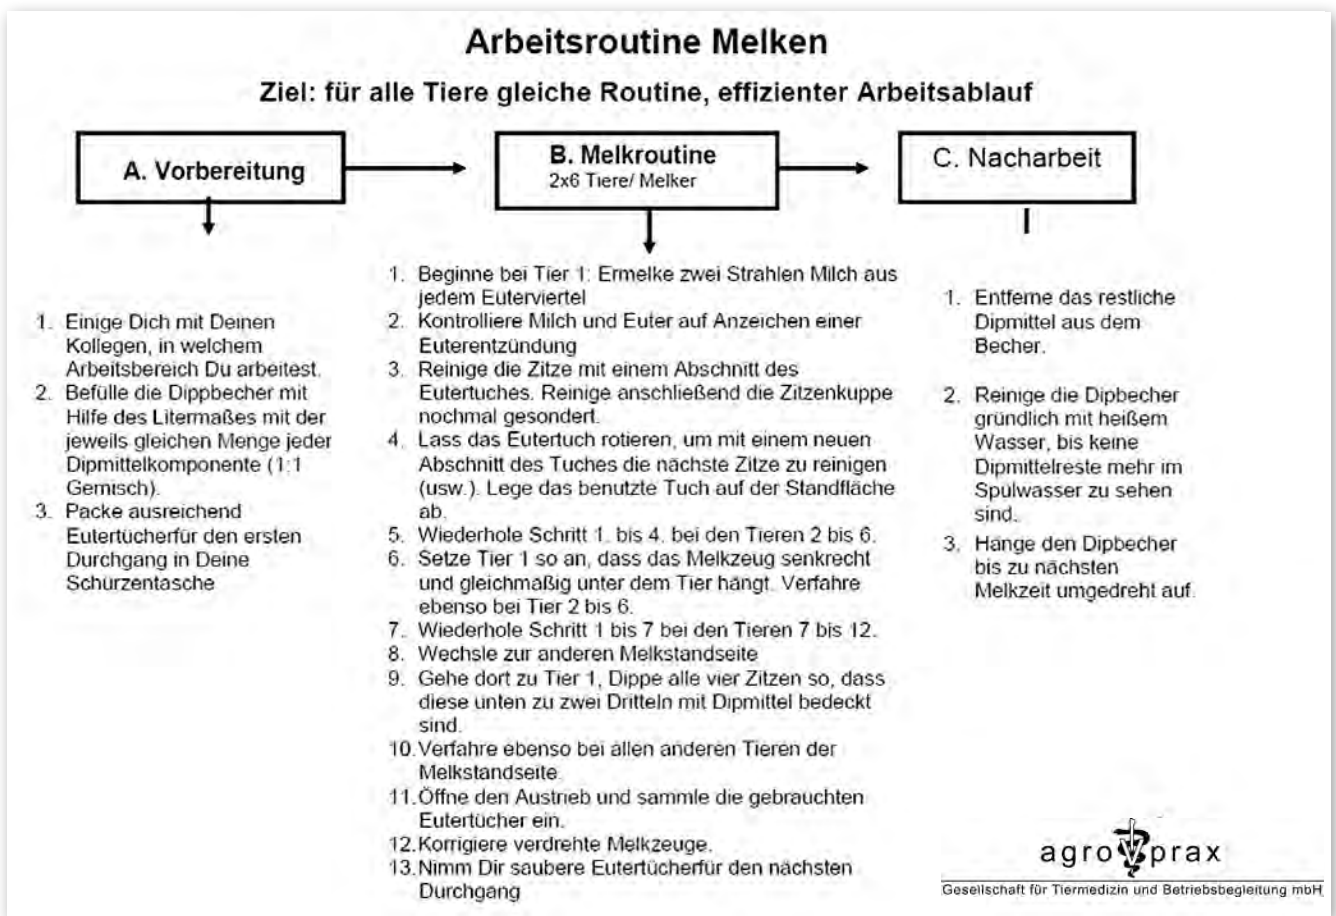 Arbeitsroutine Melken
Ziel: für alle Tiere gleiche Routine, effizienter Arbeitsablauf
A. Vorbereitung
B. Melkroutine
2x6 Tiere/ Melker
C. Nacharbeit
1. Einige Dich mit Deinen
Kollegen, in welchem
Arbeitsbereich Du arbeitest.
2. Befülle die Dippbecher mit
Hilfe des Litermaßes mit der
jeweils gleichen Menge jeder
Dipmittelkomponente (1:1
Gemisch).
3. Packe ausreichend
Eutertücherfür den ersten
Durchgang in Deine
Schürzentasche
1. Beginne bei Tier 1: Ermelke zwei Strahlen Milch aus
jedem Euterviertel
2. Kontrolliere Milch und Euter auf Anzeichen einer
Euterentzündung
3. Reinige die Zitze mit einem Abschnitt des
Eutertuches. Reinige anschließend die Zitzenkuppe
nochmal gesondert.
4. Lass das Eutertuch rotieren, um mit einem neuen
Abschnitt des Tuches die nächste Zitze zu reinigen
(usw.). Lege das benutzte Tuch auf der Standfläche
ab.
5. Wiederhole Schritt 1. bis 4. bei den Tieren 2 bis 6.
6. Setze Tier 1 so an, dass das Melkzeug senkrecht
und gleichmäßig unter dem Tier hängt. Verfahre
ebenso bei Tier 2 bis 6.
7. Wiederhole Schritt 1 bis 7 bei den Tieren 7 bis 12.
8. Wechsle zur anderen Melkstandseite
9. Gehe dort zu Tier 1, Dippe alle vier Zitzen so, dass
diese unten zu zwei Dritteln mit Dipmittel bedeckt
sind.
10. Verfahre ebenso bei allen anderen Tieren der
Melkstandseite.
11. Öffne den Austrieb und sammle die gebrauchten
Eutertücher ein.
12. Korrigiere verdrehte Melkzeuge.
13. Nimm Dir saubere Eutertücherfür den nächsten
Durchgang
1. Entferne das restliche
Dipmittel aus dem
Becher.
2. Reinige die Dipbecher
gründlich mit heißem
Wasser, bis keine
Dipmittelreste mehr im
Spülwasser zu sehen
sind.
3. Hänge den Dipbecher
bis zu nächsten
Melkzeit umgedreht auf.
agro prax
Gesellschaft für Tiermedizin und Betriebsbegleitung mbH